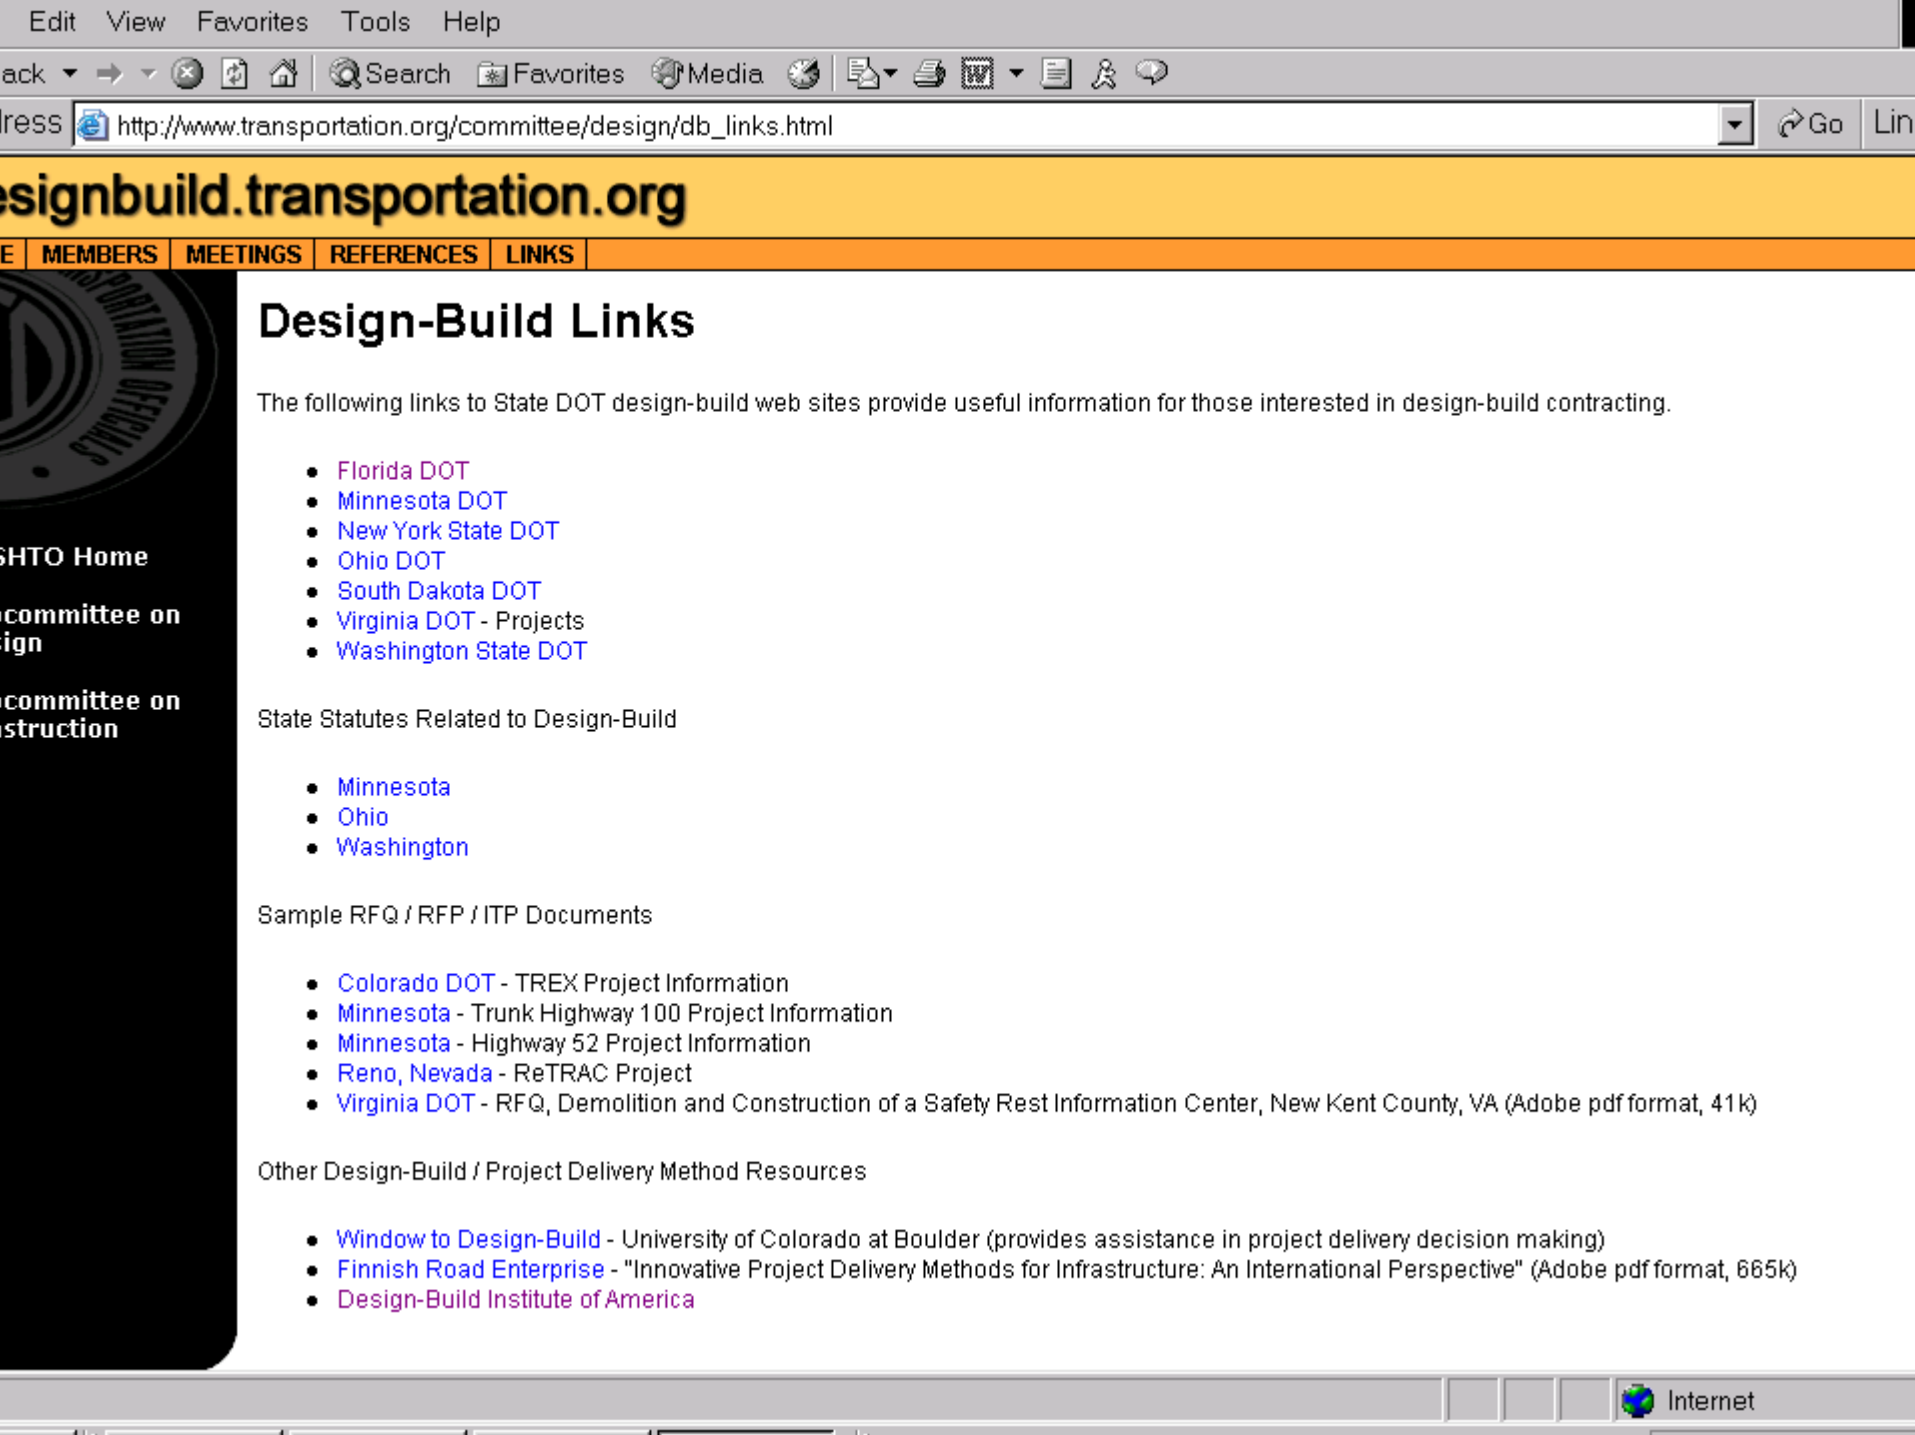 Edit View Favorites Tools Help
ack Search Favorites Media
dress http://www.transportation.org/committee/design/db_links.html Go Lin
esignbuild.transportation.org
E MEMBERS MEETINGS REFERENCES LINKS
NSPORTATION OFFICIALS
Design-Build Links
The following links to State DOT design-build web sites provide useful information for those interested in design-build contracting.
Florida DOT
Minnesota DOT
New York State DOT
Ohio DOT
South Dakota DOT
Virginia DOT - Projects
Washington State DOT
SHTO Home
committee on
sign
committee on
struction
State Statutes Related to Design-Build
Minnesota
Ohio
Washington
Sample RFQ / RFP / ITP Documents
Colorado DOT - TREX Project Information
Minnesota - Trunk Highway 100 Project Information
Minnesota - Highway 52 Project Information
Reno, Nevada - ReTRAC Project
Virginia DOT - RFQ, Demolition and Construction of a Safety Rest Information Center, New Kent County, VA (Adobe pdf format, 41k)
Other Design-Build / Project Delivery Method Resources
Window to Design-Build - University of Colorado at Boulder (provides assistance in project delivery decision making)
Finnish Road Enterprise - "Innovative Project Delivery Methods for Infrastructure: An International Perspective" (Adobe pdf format, 665k)
Design-Build Institute of America
Internet